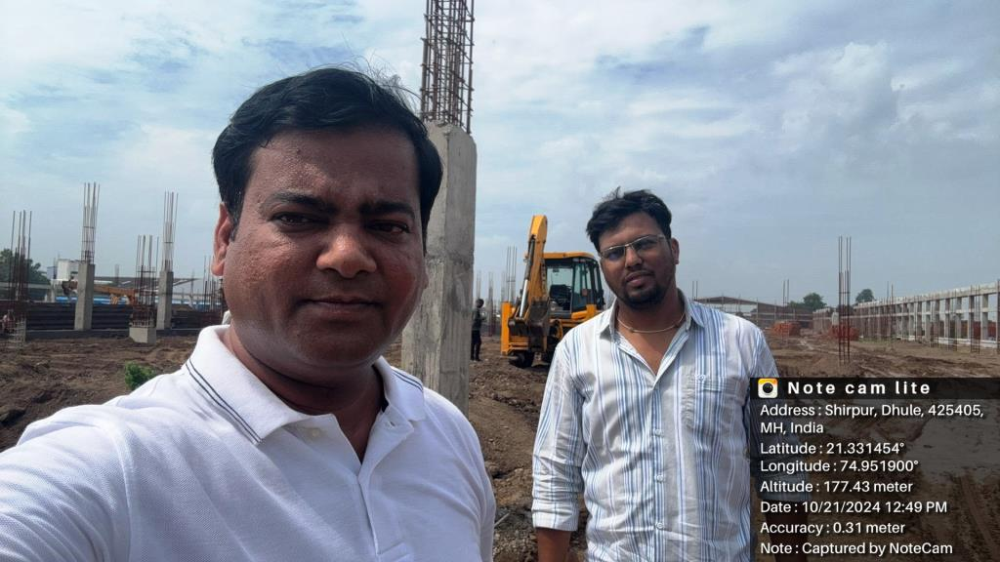 Note cam lite
Address : Shirpur, Dhule, 425405,
MH, India
Latitude : 21.331454°
Longitude : 74.951900°
Altitude : 177.43 meter
Date : 10/21/2024 12:49 PM
Accuracy : 0.31 meter
Note : Captured by NoteCam